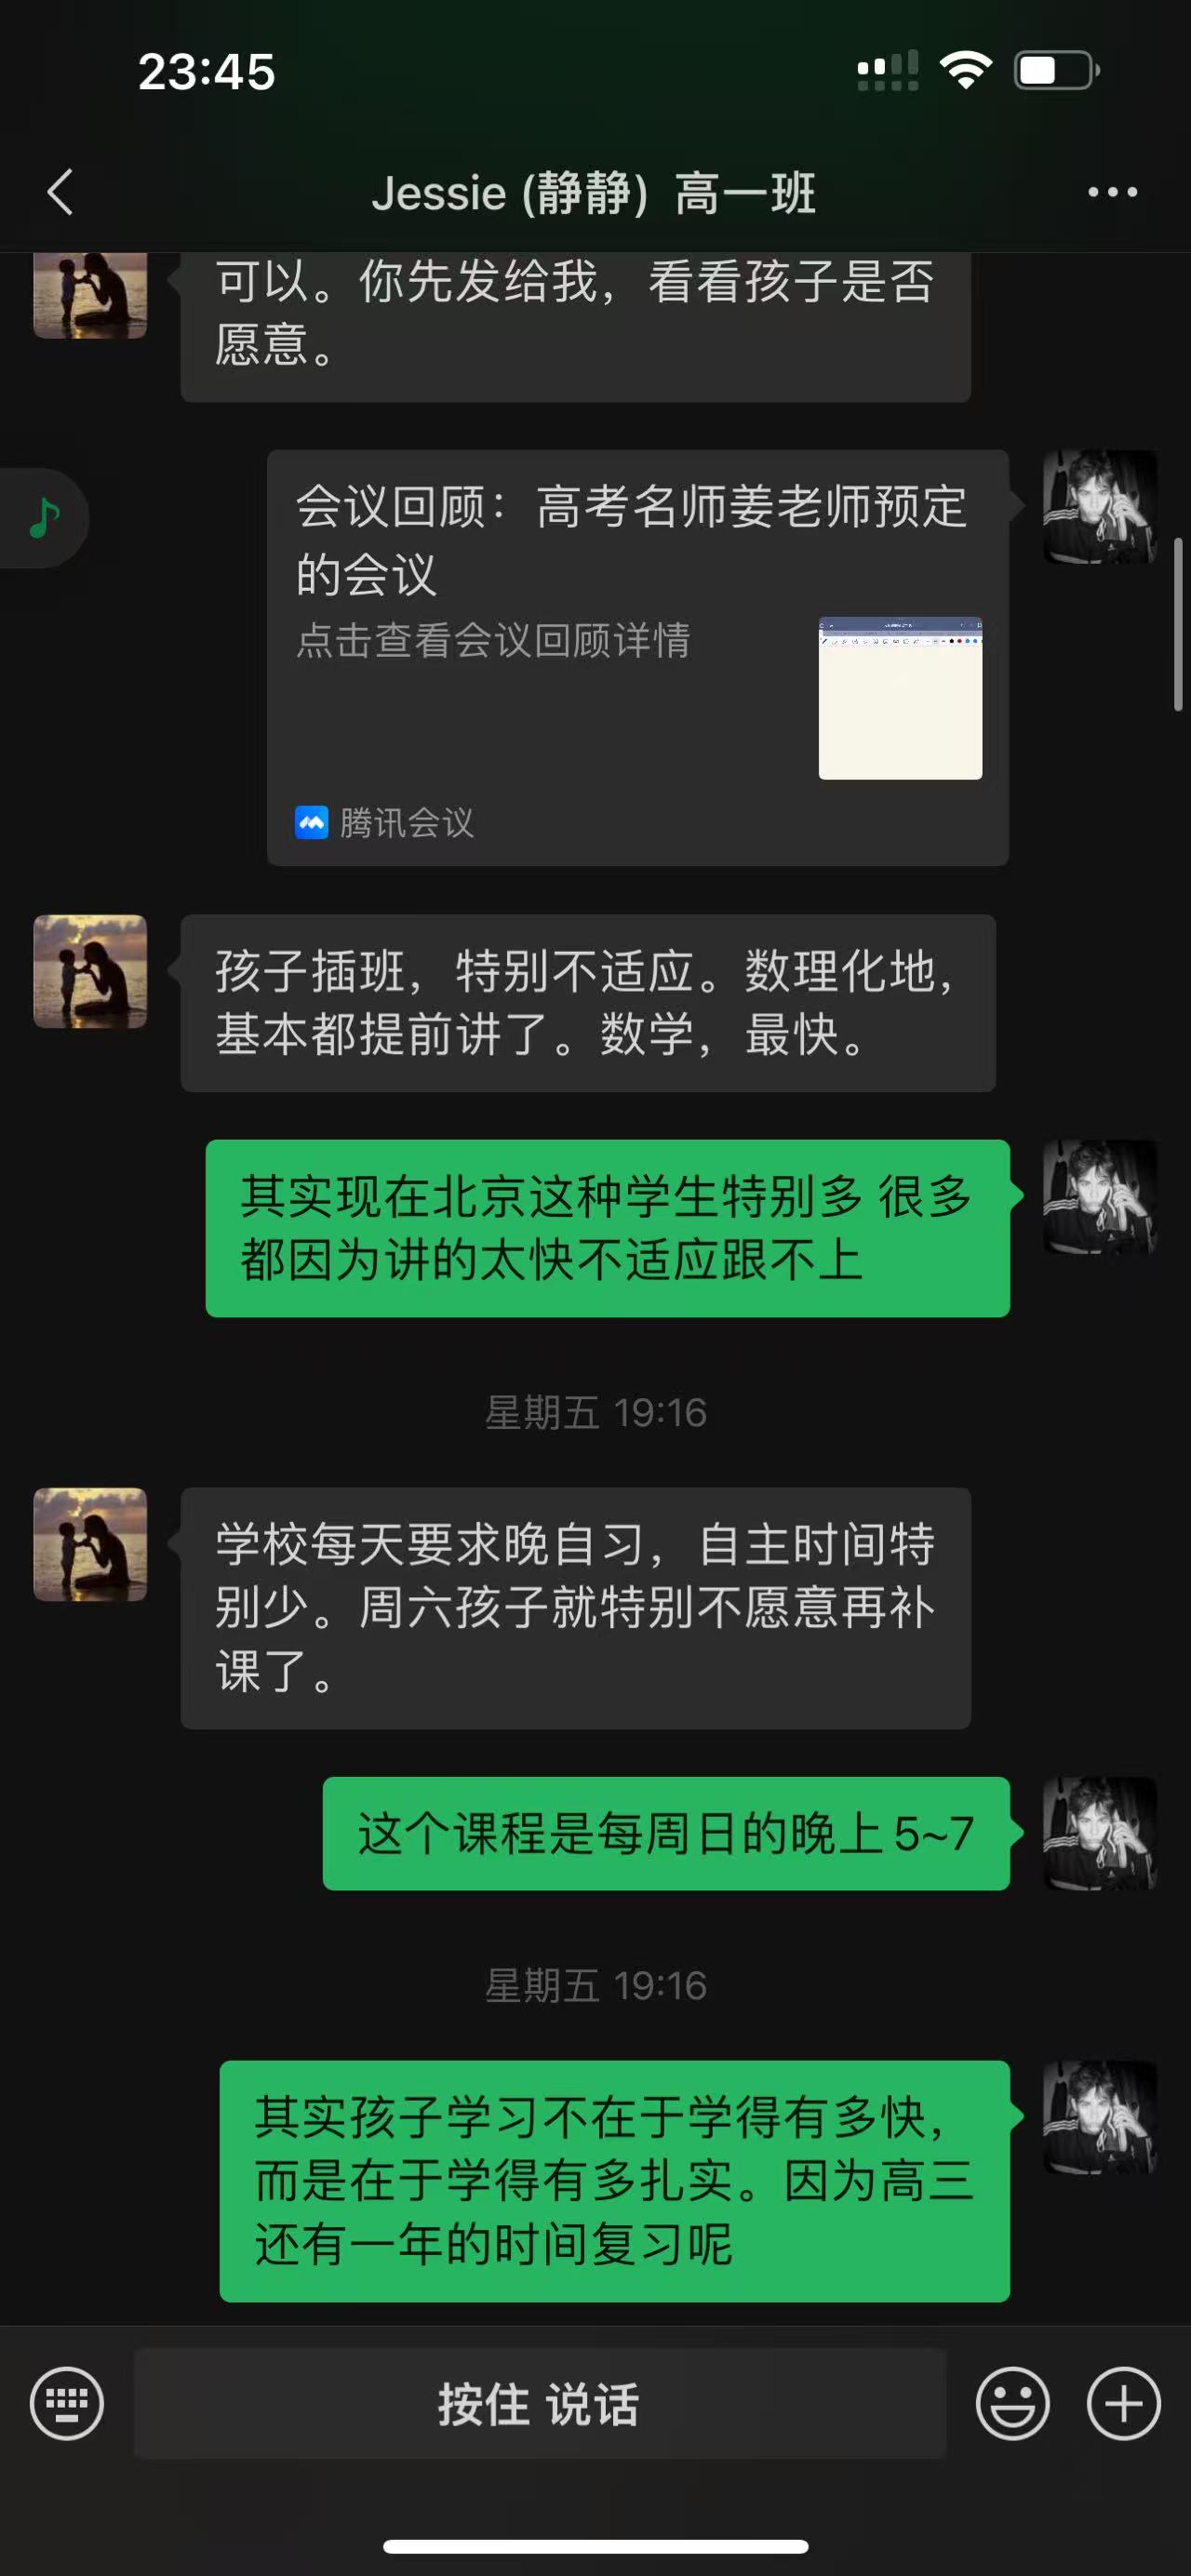 23:45
Jessie (静静) 高一班
可以。你先发给我，看看孩子是否
愿意。
会议回顾：高考名师姜老师预定
的会议
点击查看会议回顾详情
腾讯会议
孩子插班，特别不适应。数理化地，
基本都提前讲了。数学，最快。
其实现在北京这种学生特别多 很多
都因为讲的太快不适应跟不上
星期五 19:16
学校每天要求晚自习，自主时间特
别少。周六孩子就特别不愿意再补
课了。
这个课程是每周日的晚上5~7
星期五 19:16
其实孩子学习不在于学得有多快，
而是在于学得有多扎实。因为高三
还有一年的时间复习呢
按住 说话